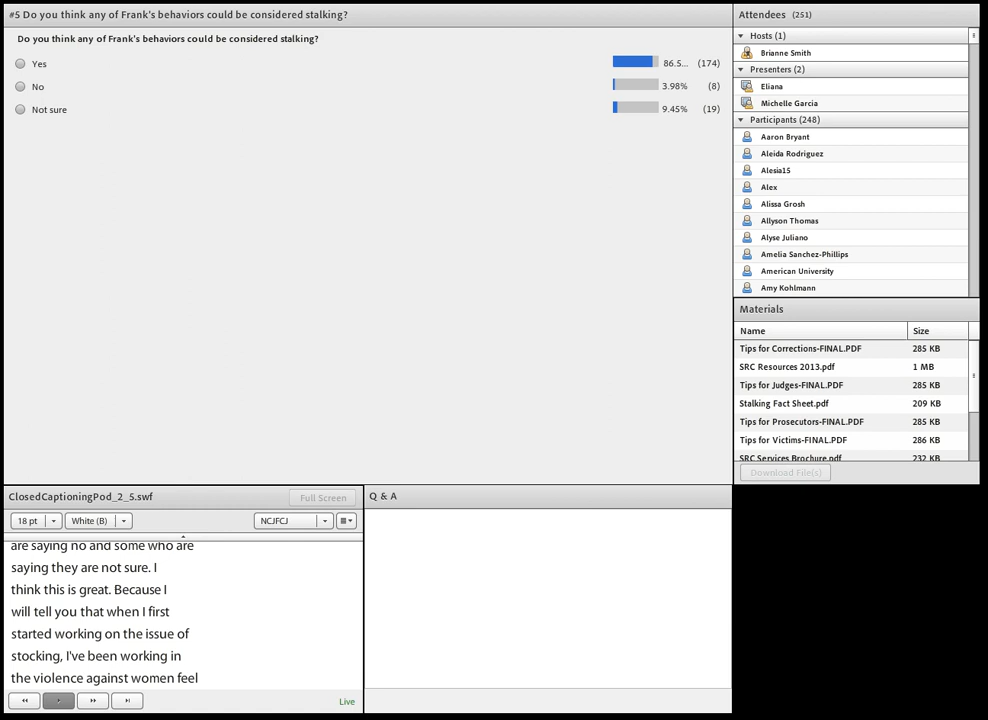 #5 Do you think any of Frank's behaviors could be considered stalking?
Do you think any of Frank's behaviors could be considered stalking?
Yes 86.5... (174)
No 3.98% (8)
Not sure 9.45% (19)
Attendees (251)
Hosts (1)
Brianne Smith
Presenters (2)
Eliana
Michelle Garcia
Participants (248)
Aaron Bryant
Aleida Rodriguez
Alesia15
Alex
Alissa Grosh
Allyson Thomas
Alyse Juliano
Amelia Sanchez-Phillips
American University
Amy Kohlmann
Materials
Name Size
Tips for Corrections-FINAL.PDF 285 KB
SRC Resources 2013.pdf 1 MB
Tips for Judges-FINAL.PDF 285 KB
Stalking Fact Sheet.pdf 209 KB
Tips for Prosecutors-FINAL.PDF 285 KB
Tips for Victims-FINAL.PDF 286 KB
SRC Services Brochure.pdf 232 KB
Download File(s)
ClosedCaptioningPod_2_5.swf
Full Screen
18 pt White (B) NCJFCJ
are saying no and some who are
saying they are not sure. I
think this is great. Because I
will tell you that when I first
started working on the issue of
stocking, I've been working in
the violence against women feel
Live
Q & A